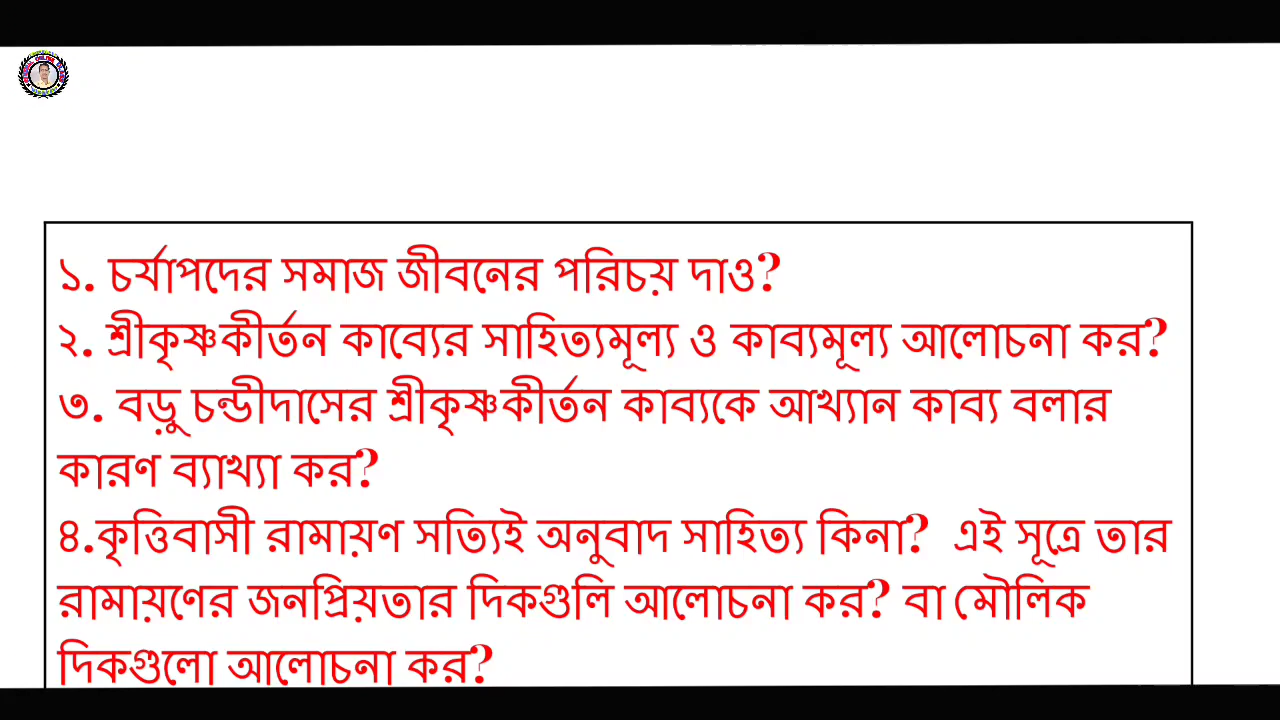 ১. চর্যাপদের সমাজ জীবনের পরিচয় দাও?
২. শ্রীকৃষ্ণকীর্তন কাব্যের সাহিত্যমূল্য ও কাব্যমূল্য আলোচনা কর?
৩. বড়ু চন্ডীদাসের শ্রীকৃষ্ণকীর্তন কাব্যকে আখ্যান কাব্য বলার
কারণ ব্যাখ্যা কর?
৪.কৃত্তিবাসী রামায়ণ সত্যিই অনুবাদ সাহিত্য কিনা? এই সূত্রে তার
রামায়ণের জনপ্রিয়তার দিকগুলি আলোচনা কর? বা মৌলিক
দিকগুলো আলোচনা কর?